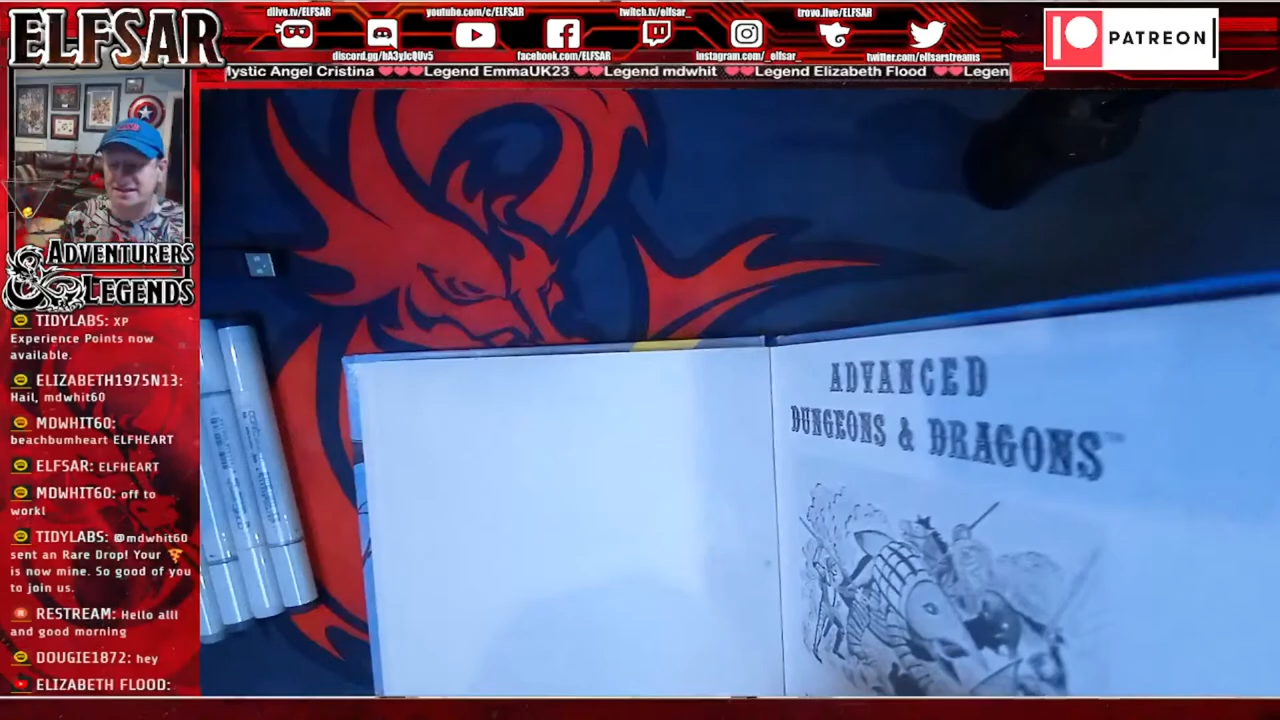 ELFSAR
dlive.tv/ELFSAR
youtube.com/c/ELFSAR
twitch.tv/elfsar_
trovo.live/ELFSAR
discord.gg/hA3yJcQUv5
facebook.com/ELFSAR
instagram.com/_elfsar_
twitter.com/elfsarstreams
PATREON
lystic Angel Cristina ❤❤❤Legend EmmaUK23 ❤❤Legend mdwhit ❤❤Legend Elizabeth Flood ❤❤Legen
ADVENTURERS
& LEGENDS
TIDYLABS: XP
Experience Points now
available.
ELIZABETH1975N13:
Hail, mdwhit60
MDWHIT60:
beachbumheart ELFHEART
ELFSAR: ELFHEART
MDWHIT60: off to
work!
TIDYLABS: @mdwhit60
sent an Rare Drop! Your 🍕
is now mine. So good of you
to join us.
RESTREAM: Hello alll
and good morning
DOUGIE1872: hey
ELIZABETH FLOOD:
ADVANCED
DUNGEONS & DRAGONS™